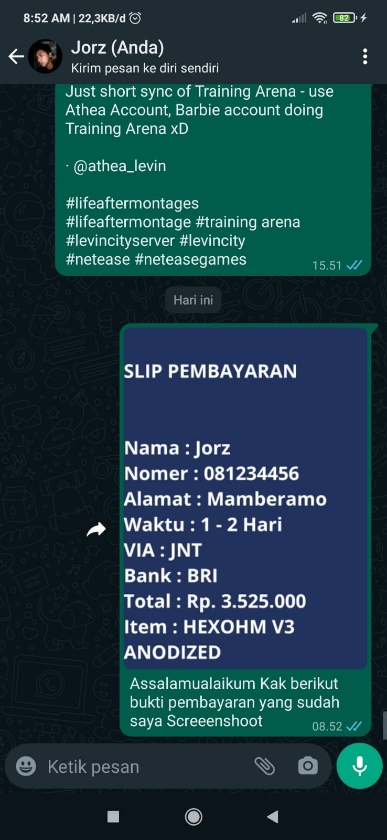 8:52 AM | 22,3KB/d
82
Jorz (Anda)
Kirim pesan ke diri sendiri
Just short sync of Training Arena - use
Athea Account, Barbie account doing
Training Arena xD
· @athea_levin
#lifeaftermontages
#lifeaftermontage #training arena
#levincityserver #levincity
#netease #neteasegames
15.51
Hari ini
SLIP PEMBAYARAN
Nama : Jorz
Nomer : 081234456
Alamat : Mamberamo
Waktu : 1 - 2 Hari
VIA : JNT
Bank : BRI
Total : Rp. 3.525.000
Item : HEXOHM V3
ANODIZED
Assalamualaikum Kak berikut
bukti pembayaran yang sudah
saya Screeenshoot
08.52
Ketik pesan